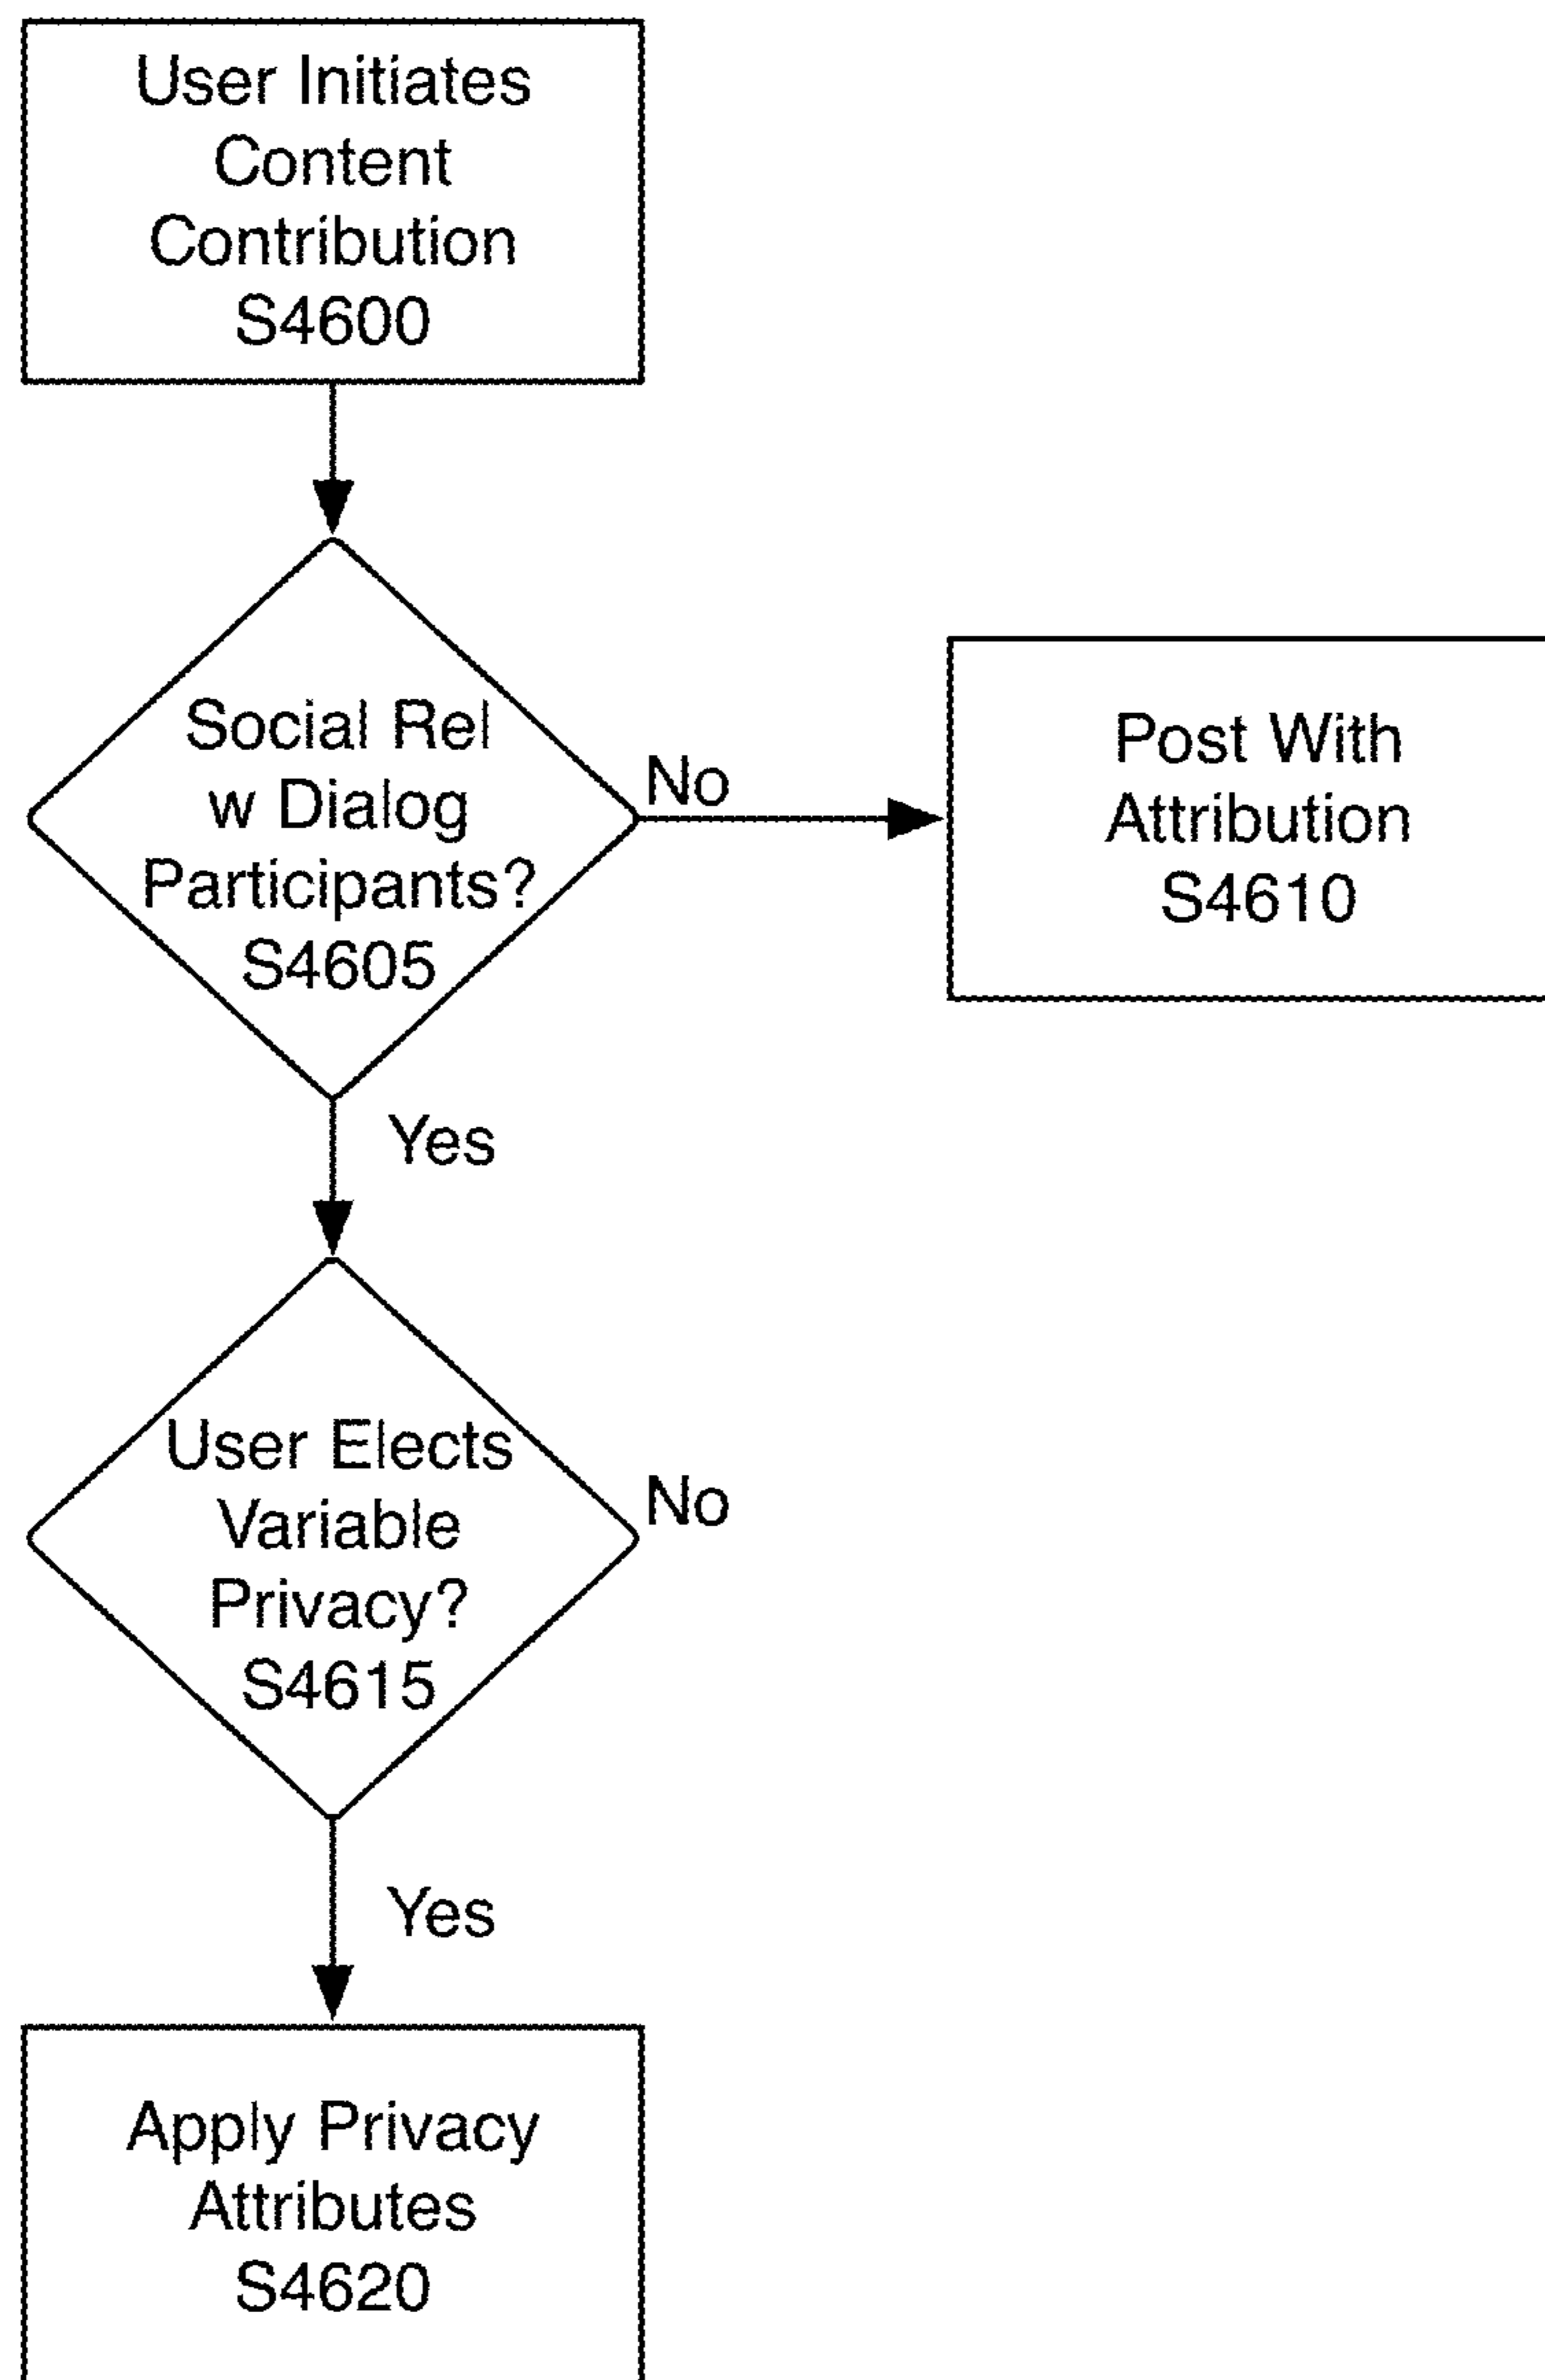 User Initiates
Content
Contribution
S4600
Social Rel
w Dialog
Participants?
S4605
No
Post With
Attribution
S4610
Yes
User Elects
Variable
Privacy?
S4615
No
Yes
Apply Privacy
Attributes
S4620